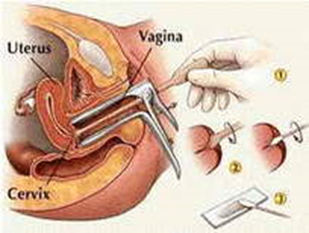 Uterus
Vagina
Cervix
1
2
3